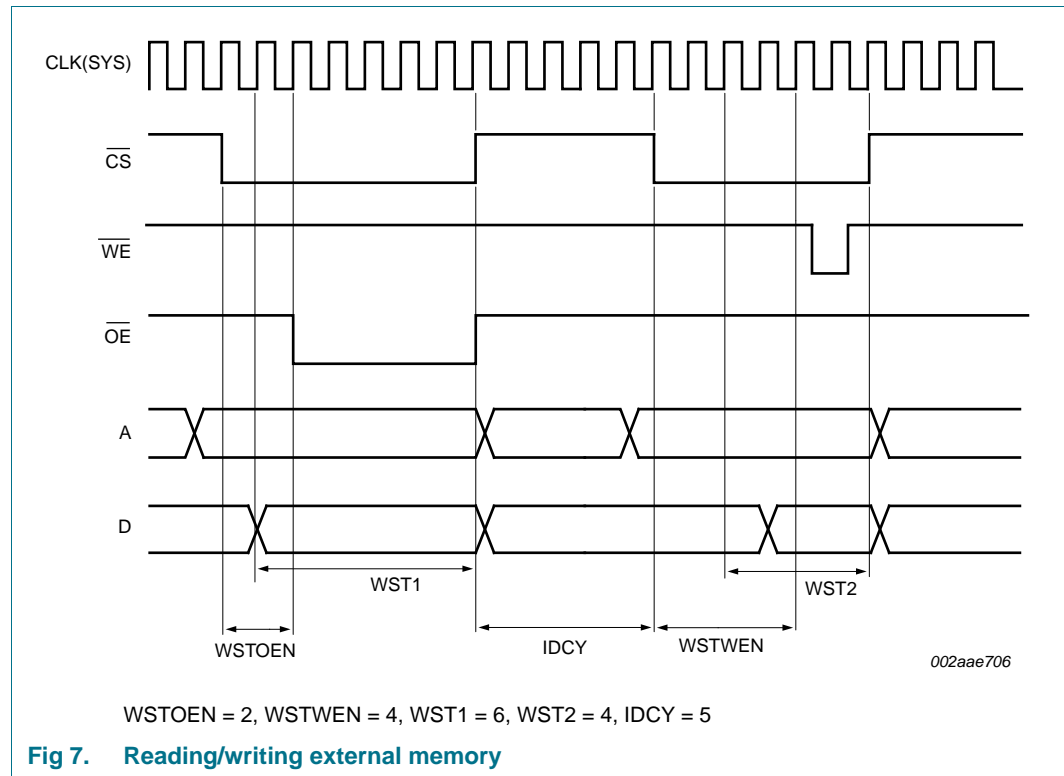 CLK(SYS)
CS
WE
OE
A
D
WST1
WST2
WSTOEN
IDCY
WSTWEN
002aae706
WSTOEN = 2, WSTWEN = 4, WST1 = 6, WST2 = 4, IDCY = 5
Fig 7. Reading/writing external memory